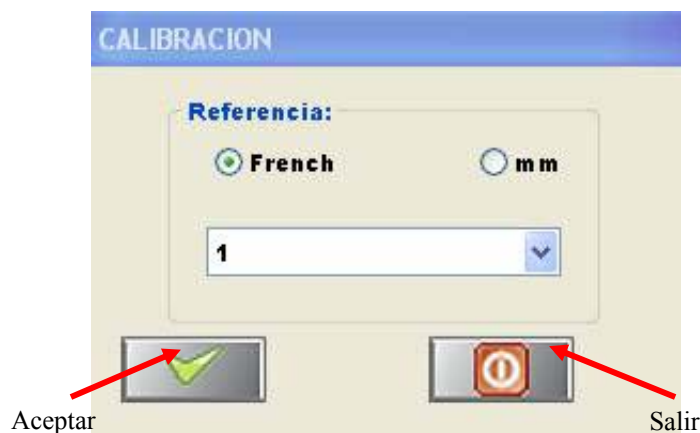 CALIBRACION
Referencia:
French mm
1
Aceptar Salir